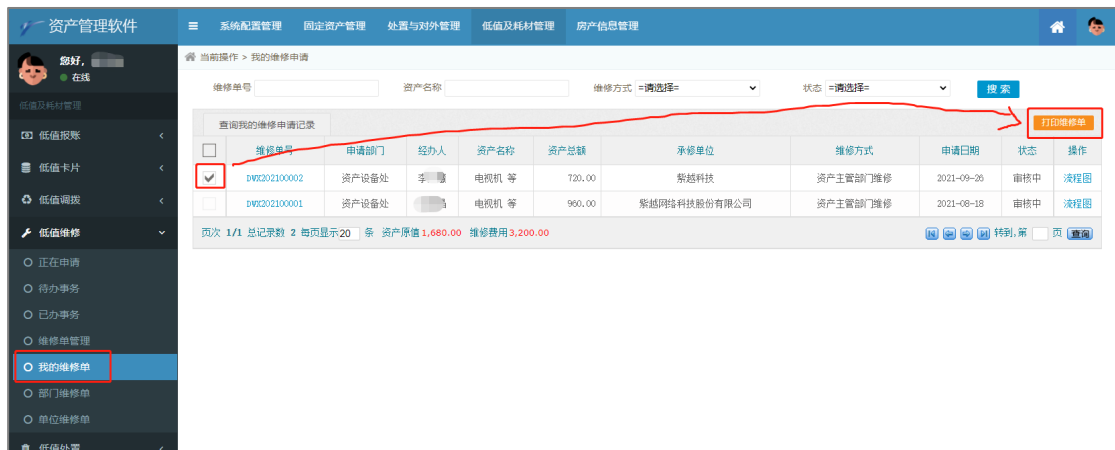 资产管理软件
系统配置管理 固定资产管理 处置与对外管理 低值及耗材管理 房产信息管理
您好，
在线
当前操作 > 我的维修申请
维修单号 资产名称 维修方式 =请选择= 状态 =请选择= 搜索
低值及耗材管理
查询我的维修申请记录 打印维修单
低值报账
维修单号 申请部门 经办人 资产名称 资产总额 承修单位 维修方式 申请日期 状态 操作
低值卡片
DWX202100002 资产设备处 李 电视机 等 720.00 紫越科技 资产主管部门维修 2021-09-26 审核中 流程图
低值调拨
DWX202100001 资产设备处 电视机 等 960.00 紫越网络科技股份有限公司 资产主管部门维修 2021-08-18 审核中 流程图
低值维修
页次 1/1 总记录数 2 每页显示20 条 资产原值1,680.00 维修费用3,200.00 转到,第 页 查询
正在申请
待办事务
已办事务
维修单管理
我的维修单
部门维修单
单位维修单
低值处置